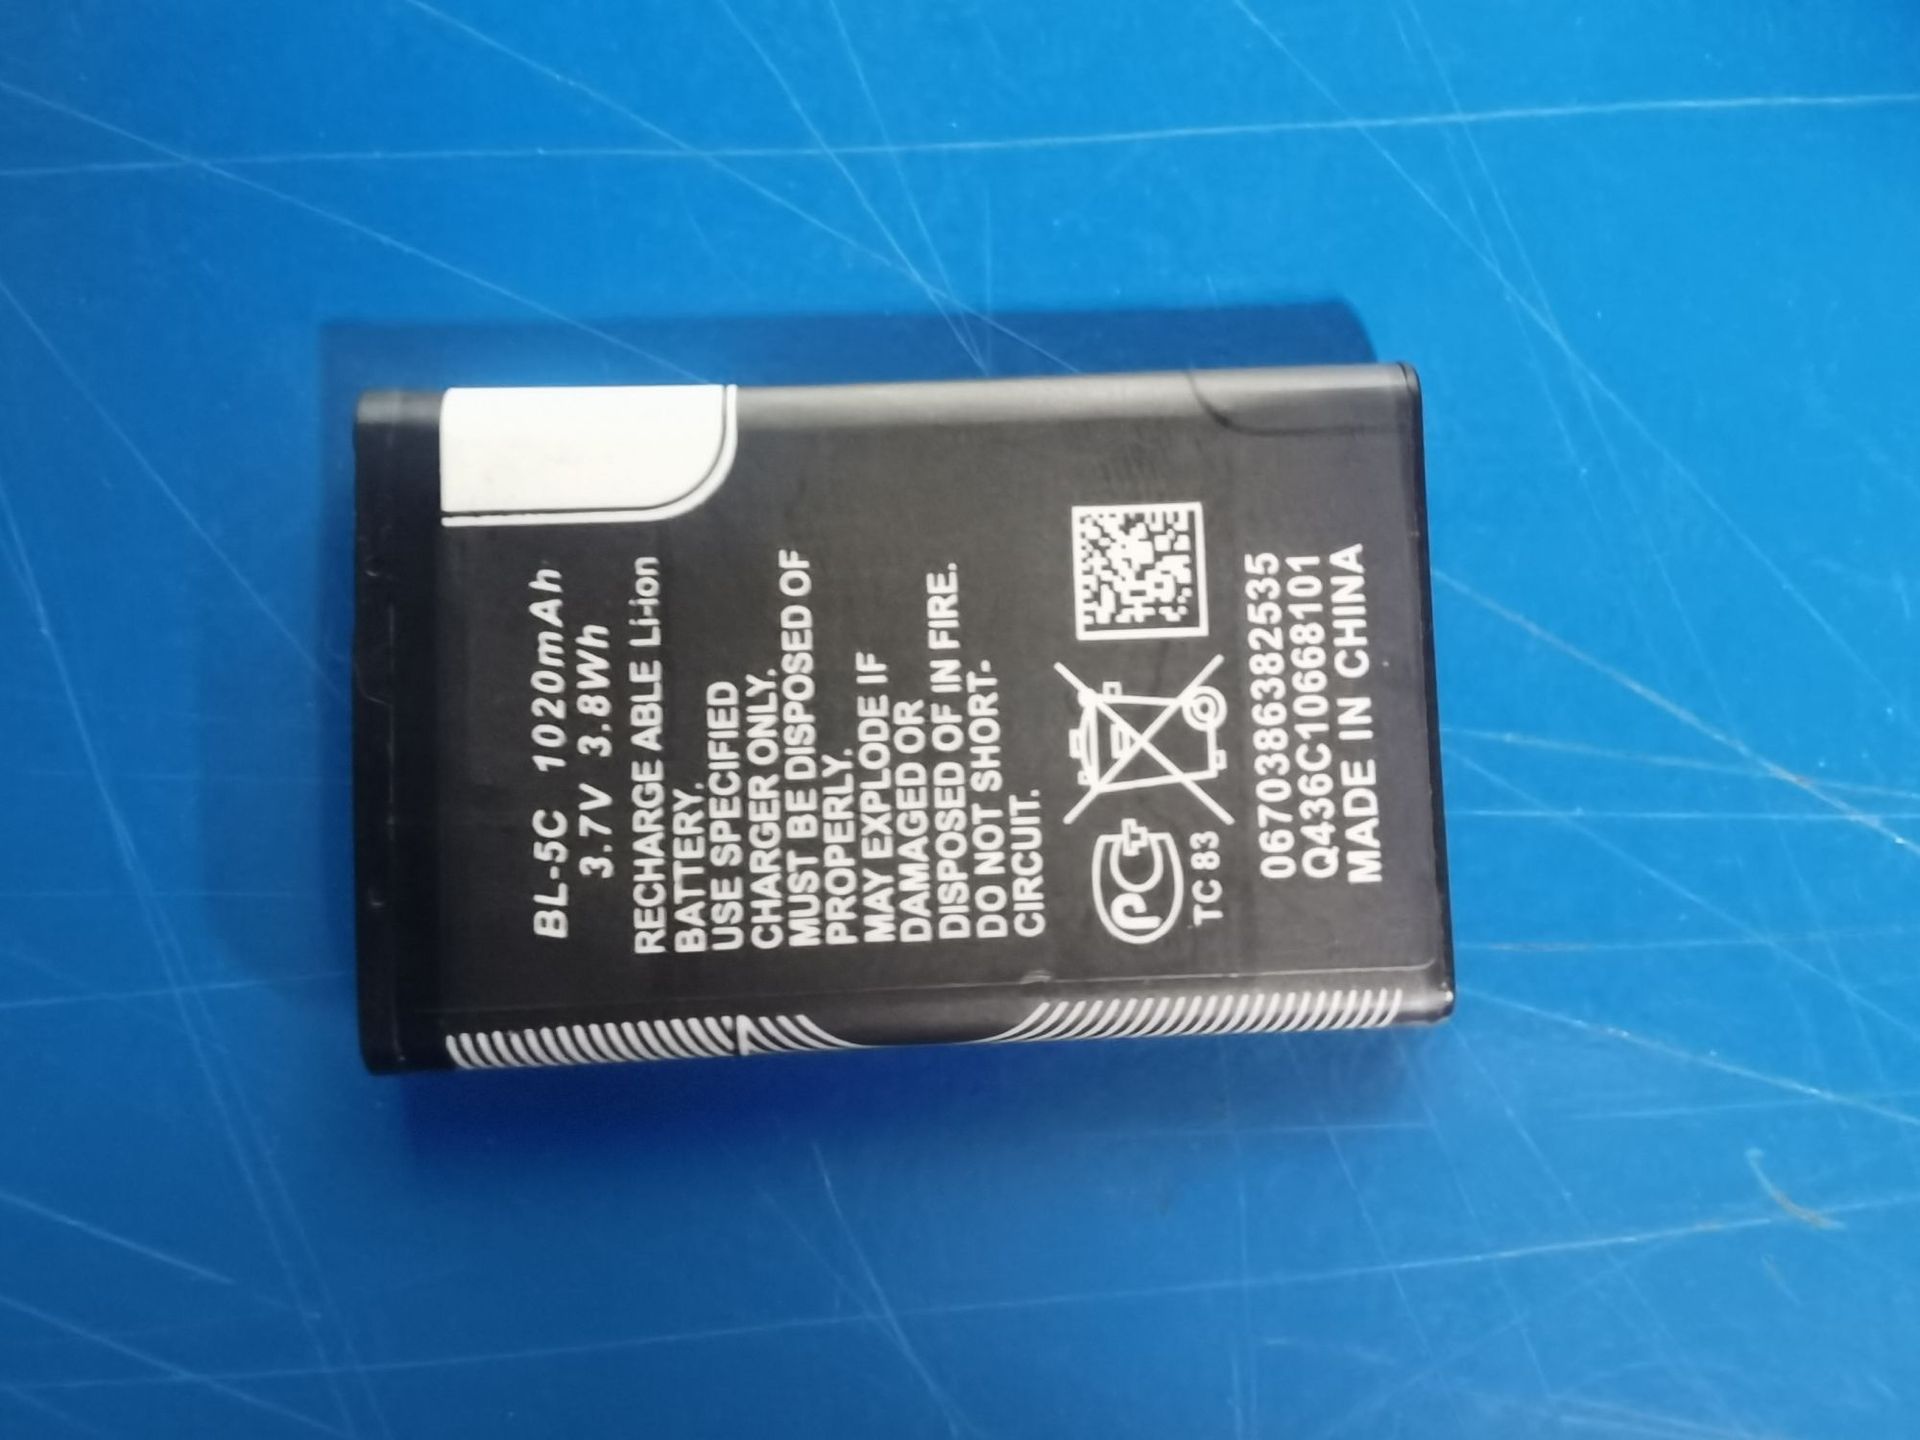 BL-5C 1020mAh
3.7V 3.8Wh
RECHARGE ABLE Li-ion
BATTERY.
USE SPECIFIED
CHARGER ONLY.
MUST BE DISPOSED OF
PROPERLY.
MAY EXPLODE IF
DAMAGED OR
DISPOSED OF IN FIRE.
DO NOT SHORT-
CIRCUIT.
PC
TC 83
0670386382535
Q436C10668101
MADE IN CHINA